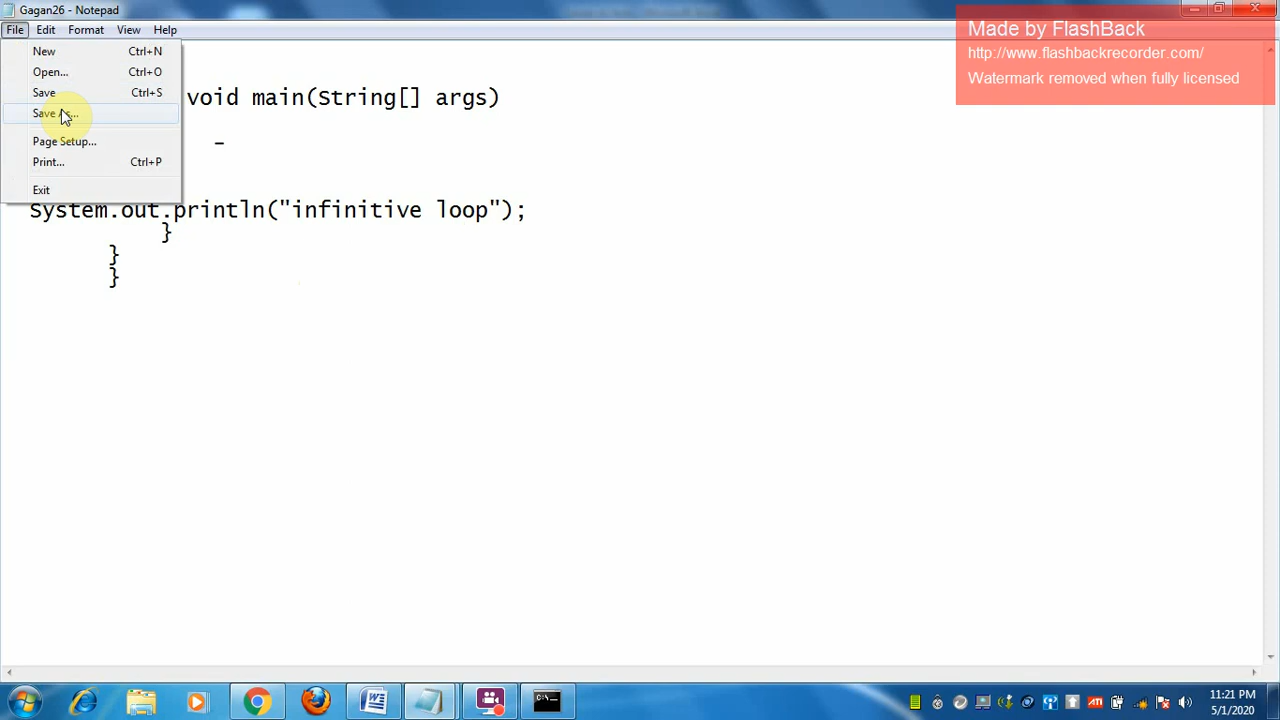 Gagan26 - Notepad
File Edit Format View Help
Made by FlashBack
http://www.flashbackrecorder.com/
Watermark removed when fully licensed
New Ctrl+N
Open... Ctrl+O
Save Ctrl+S
Save As...
Page Setup...
Print... Ctrl+P
Exit
void main(String[] args)
System.out.println("infinitive loop");
}
}
}
11:21 PM
5/1/2020